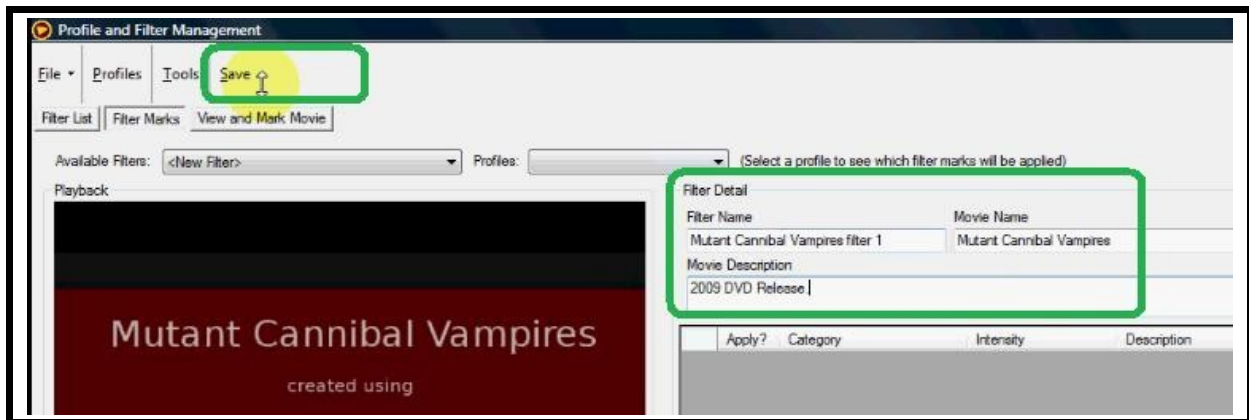 Profile and Filter Management
File Profiles Tools Save
Filter List Filter Marks View and Mark Movie
Available Filters: <New Filter> Profiles: (Select a profile to see which filter marks will be applied)
Playback
Filter Detail
Filter Name Movie Name
Mutant Cannibal Vampires filter 1 Mutant Cannibal Vampires
Movie Description
2009 DVD Release.
Mutant Cannibal Vampires
created using
Apply? Category Intensity Description